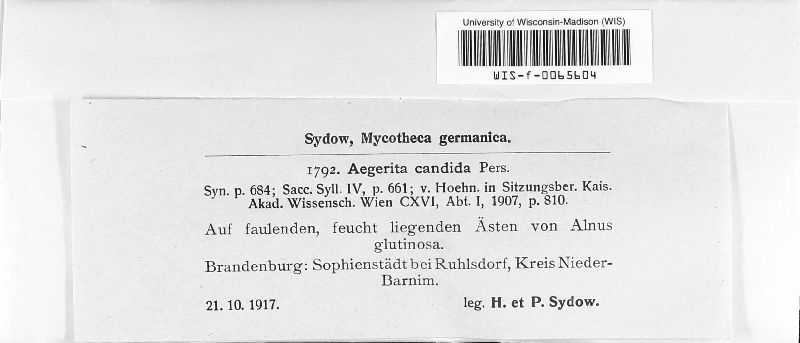 University of Wisconsin-Madison (WIS)
WIS-f-0065604
Sydow, Mycotheca germanica.
1792. Aegerita candida Pers.
Syn. p. 684; Sacc. Syll. IV, p. 661; v. Hoehn. in Sitzungsber. Kais.
Akad. Wissensch. Wien CXVI, Abt. I, 1907, p. 810.
Auf faulenden, feucht liegenden Ästen von Alnus
glutinosa.
Brandenburg: Sophienstädt bei Ruhlsdorf, Kreis Nieder-
Barnim.
21. 10. 1917. leg. H. et P. Sydow.